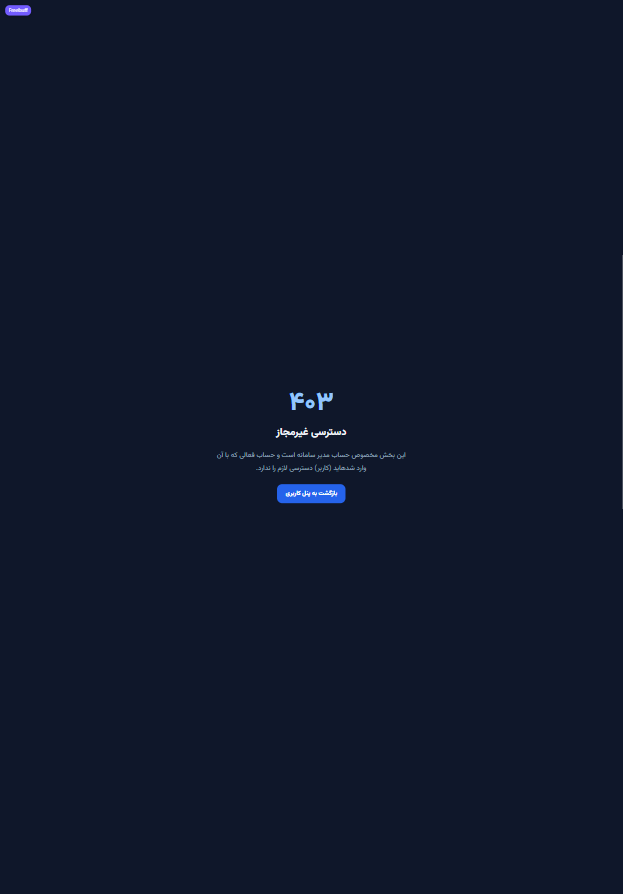 ۴۰۳
دسترسی غیرمجاز
این بخش مخصوص حساب مدیر سامانه است و حساب فعالی که با آن
وارد شده‌اید (کاربر) دسترسی لازم را ندارد.
بازگشت به پنل کاربری